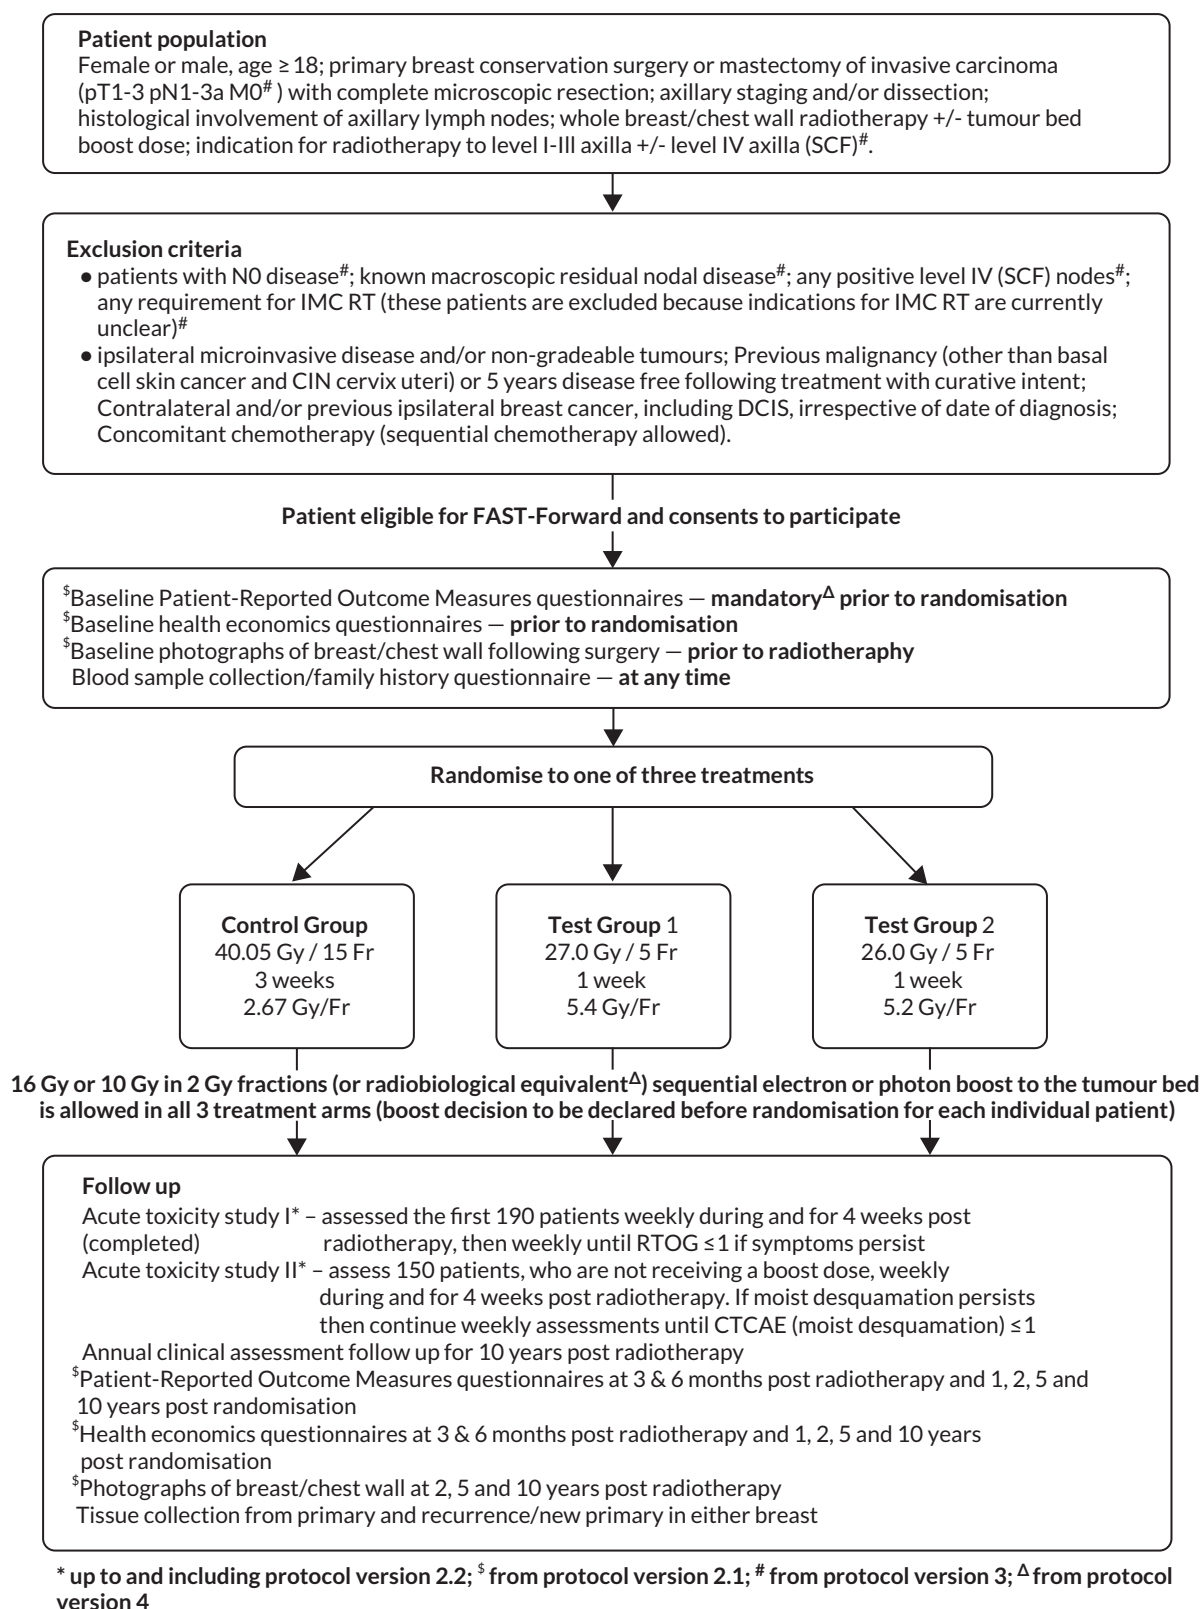 Patient population
Female or male, age ≥ 18; primary breast conservation surgery or mastectomy of invasive carcinoma
(pT1-3 pN1-3a M0# ) with complete microscopic resection; axillary staging and/or dissection;
histological involvement of axillary lymph nodes; whole breast/chest wall radiotherapy +/- tumour bed
boost dose; indication for radiotherapy to level I-III axilla +/- level IV axilla (SCF)#.
Exclusion criteria
● patients with N0 disease#; known macroscopic residual nodal disease#; any positive level IV (SCF) nodes#;
any requirement for IMC RT (these patients are excluded because indications for IMC RT are currently
unclear)#
● ipsilateral microinvasive disease and/or non-gradeable tumours; Previous malignancy (other than basal
cell skin cancer and CIN cervix uteri) or 5 years disease free following treatment with curative intent;
Contralateral and/or previous ipsilateral breast cancer, including DCIS, irrespective of date of diagnosis;
Concomitant chemotherapy (sequential chemotherapy allowed).
Patient eligible for FAST-Forward and consents to participate
$Baseline Patient-Reported Outcome Measures questionnaires — mandatoryΔ prior to randomisation
$Baseline health economics questionnaires — prior to randomisation
$Baseline photographs of breast/chest wall following surgery — prior to radiotheraphy
Blood sample collection/family history questionnaire — at any time
Randomise to one of three treatments
Control Group
40.05 Gy / 15 Fr
3 weeks
2.67 Gy/Fr
Test Group 1
27.0 Gy / 5 Fr
1 week
5.4 Gy/Fr
Test Group 2
26.0 Gy / 5 Fr
1 week
5.2 Gy/Fr
16 Gy or 10 Gy in 2 Gy fractions (or radiobiological equivalentΔ) sequential electron or photon boost to the tumour bed
is allowed in all 3 treatment arms (boost decision to be declared before randomisation for each individual patient)
Follow up
Acute toxicity study I* – assessed the first 190 patients weekly during and for 4 weeks post
(completed) radiotherapy, then weekly until RTOG ≤1 if symptoms persist
Acute toxicity study II* – assess 150 patients, who are not receiving a boost dose, weekly
during and for 4 weeks post radiotherapy. If moist desquamation persists
then continue weekly assessments until CTCAE (moist desquamation) ≤1
Annual clinical assessment follow up for 10 years post radiotherapy
$Patient-Reported Outcome Measures questionnaires at 3 & 6 months post radiotherapy and 1, 2, 5 and
10 years post randomisation
$Health economics questionnaires at 3 & 6 months post radiotherapy and 1, 2, 5 and 10 years
post randomisation
$Photographs of breast/chest wall at 2, 5 and 10 years post radiotherapy
Tissue collection from primary and recurrence/new primary in either breast
* up to and including protocol version 2.2; $ from protocol version 2.1; # from protocol version 3; Δ from protocol
version 4